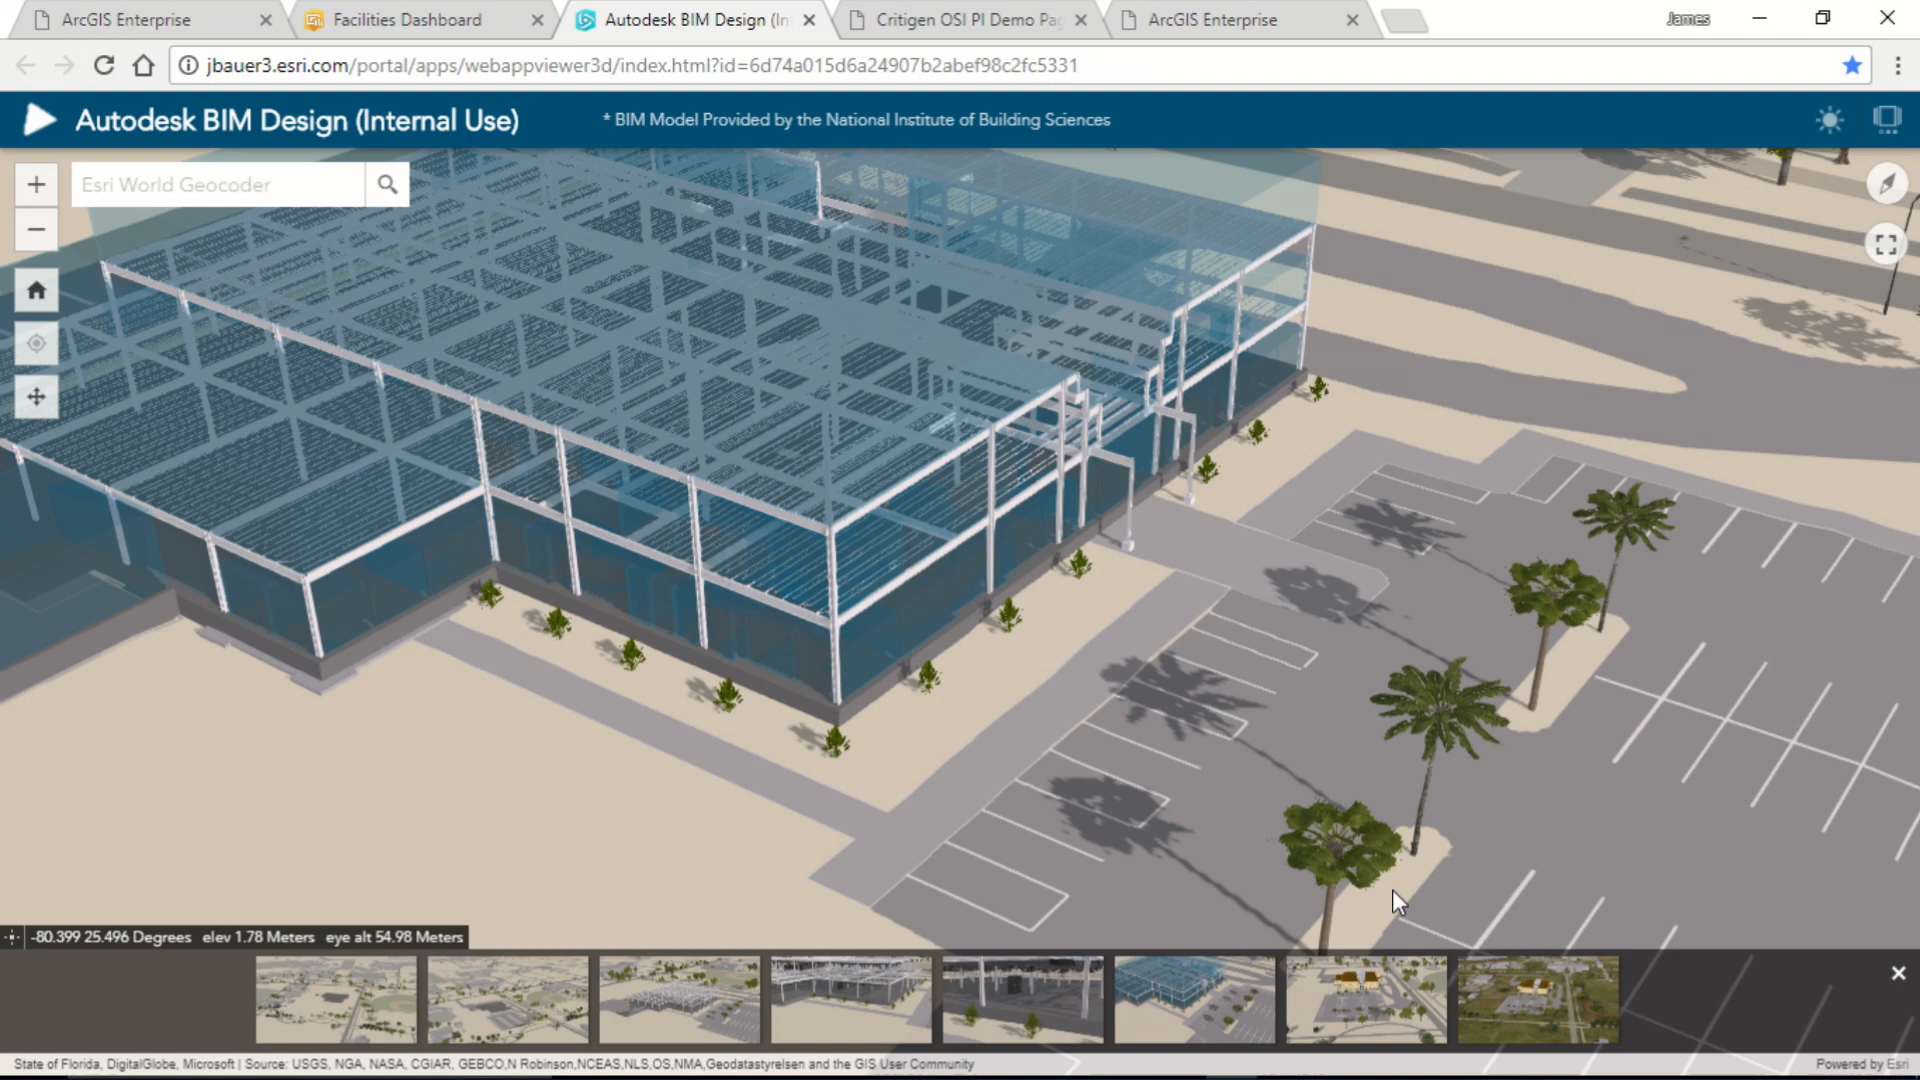 ArcGIS Enterprise
Facilities Dashboard
Autodesk BIM Design (In
Critigen OSI PI Demo Pag
ArcGIS Enterprise
James
jbauer3.esri.com/portal/apps/webappviewer3d/index.html?id=6d74a015d6a24907b2abef98c2fc5331
Autodesk BIM Design (Internal Use)
* BIM Model Provided by the National Institute of Building Sciences
Esri World Geocoder
-80.399 25.496 Degrees elev 1.78 Meters eye alt 54.98 Meters
State of Florida, DigitalGlobe, Microsoft | Source: USGS, NGA, NASA, CGIAR, GEBCO,N Robinson,NCEAS,NLS,OS,NMA,Geodatastyrelsen and the GIS User Community
Powered by Esri